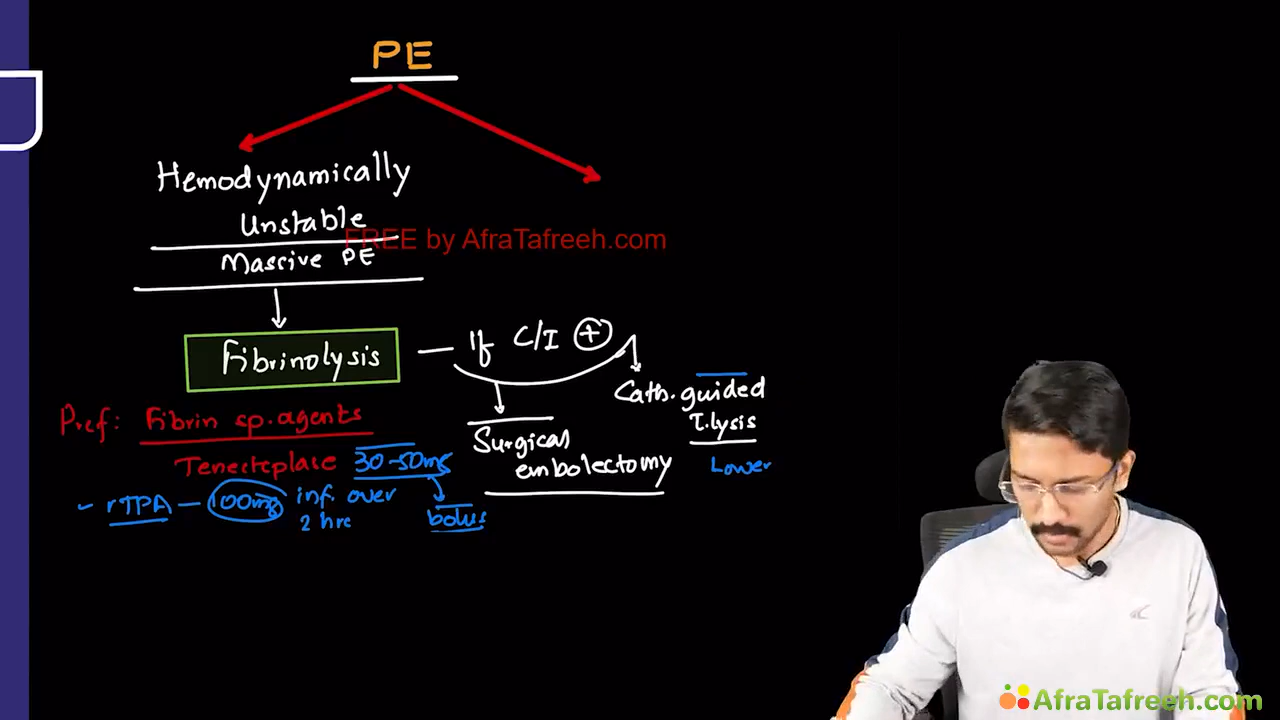 PE
Hemodynamically
Unstable
FREE by AfraTafreeh.com
Massive PE
Fibrinolysis
If C/I +
Cath. guided
T.lysis
Lower
Surgical
embolectomy
Pref: Fibrin sp. agents
Tenecteplase 30-50mg
bolus
- rTPA - 100mg inf. over
2 hrs
AfraTafreeh.com